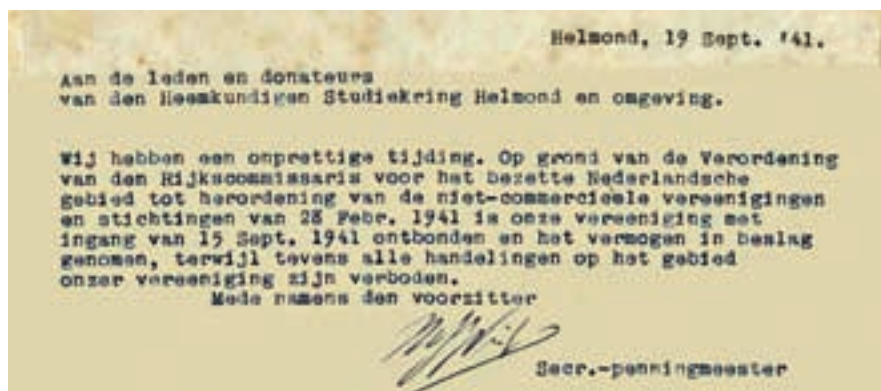 Helmond, 19 Sept. '41.
Aan de leden en donateurs
van den Heemkundigen Studiekring Helmond en omgeving.
Wij hebben een onprettige tijding. Op grond van de Verordening
van den Rijkscommissaris voor het bezette Nederlandsche
gebied tot herordening van de niet-commercieele vereenigingen
en stichtingen van 28 Febr. 1941 is onze vereeniging met
ingang van 15 Sept. 1941 ontbonden en het vermogen in beslag
genomen, terwijl tevens alle handelingen op het gebied
onzer vereeniging zijn verboden.
Mede namens den voorzitter
Secr.-penningmeester